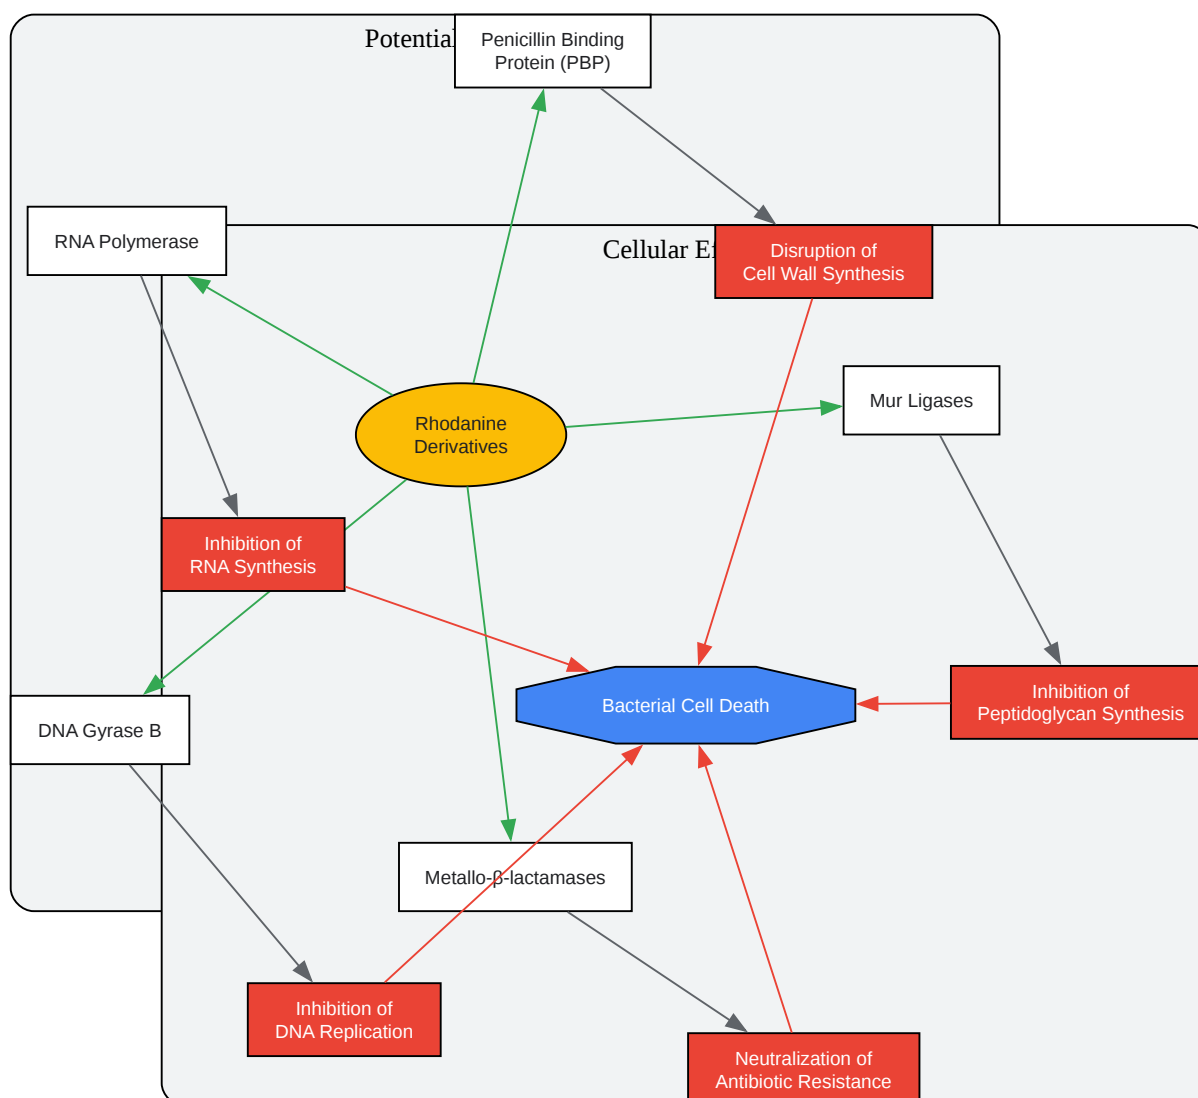 Potential
Penicillin Binding
Protein (PBP)
RNA Polymerase
Cellular
Disruption of
Cell Wall Synthesis
Mur Ligases
Rhodanine
Derivatives
Inhibition of
RNA Synthesis
Inhibition of
Peptidoglycan Synthesis
Bacterial Cell Death
DNA Gyrase B
Metallo-β-lactamases
Inhibition of
DNA Replication
Neutralization of
Antibiotic Resistance